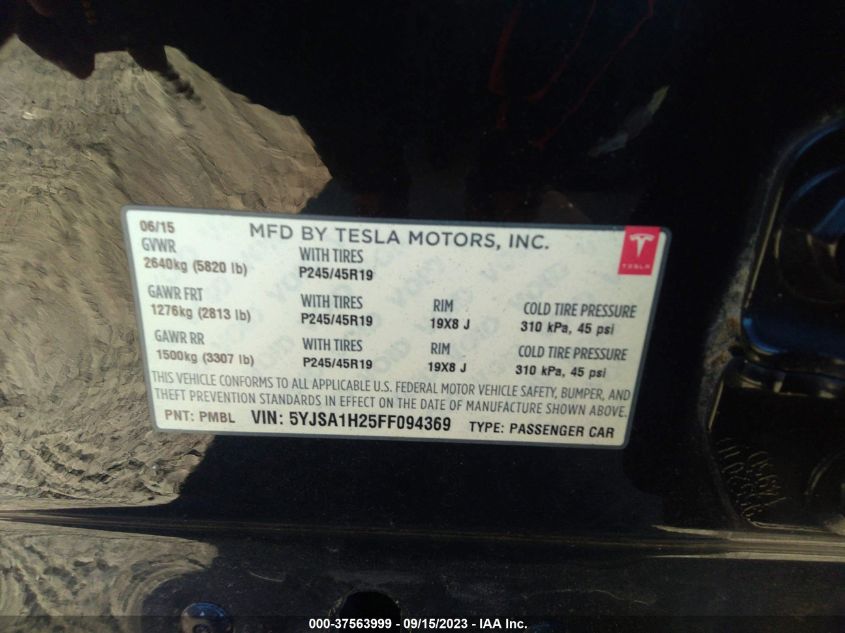 06/15 MFD BY TESLA MOTORS, INC.
GVWR WITH TIRES TESLA
2640kg (5820 lb) P245/45R19
GAWR FRT WITH TIRES RIM COLD TIRE PRESSURE
1276kg (2813 lb) P245/45R19 19X8 J 310 kPa, 45 psi
GAWR RR WITH TIRES RIM COLD TIRE PRESSURE
1500kg (3307 lb) P245/45R19 19X8 J 310 kPa, 45 psi
THIS VEHICLE CONFORMS TO ALL APPLICABLE U.S. FEDERAL MOTOR VEHICLE SAFETY, BUMPER, AND
THEFT PREVENTION STANDARDS IN EFFECT ON THE DATE OF MANUFACTURE SHOWN ABOVE.
PNT: PMBL VIN: 5YJSA1H25FF094369 TYPE: PASSENGER CAR
000-37563999 - 09/15/2023 - IAA Inc.